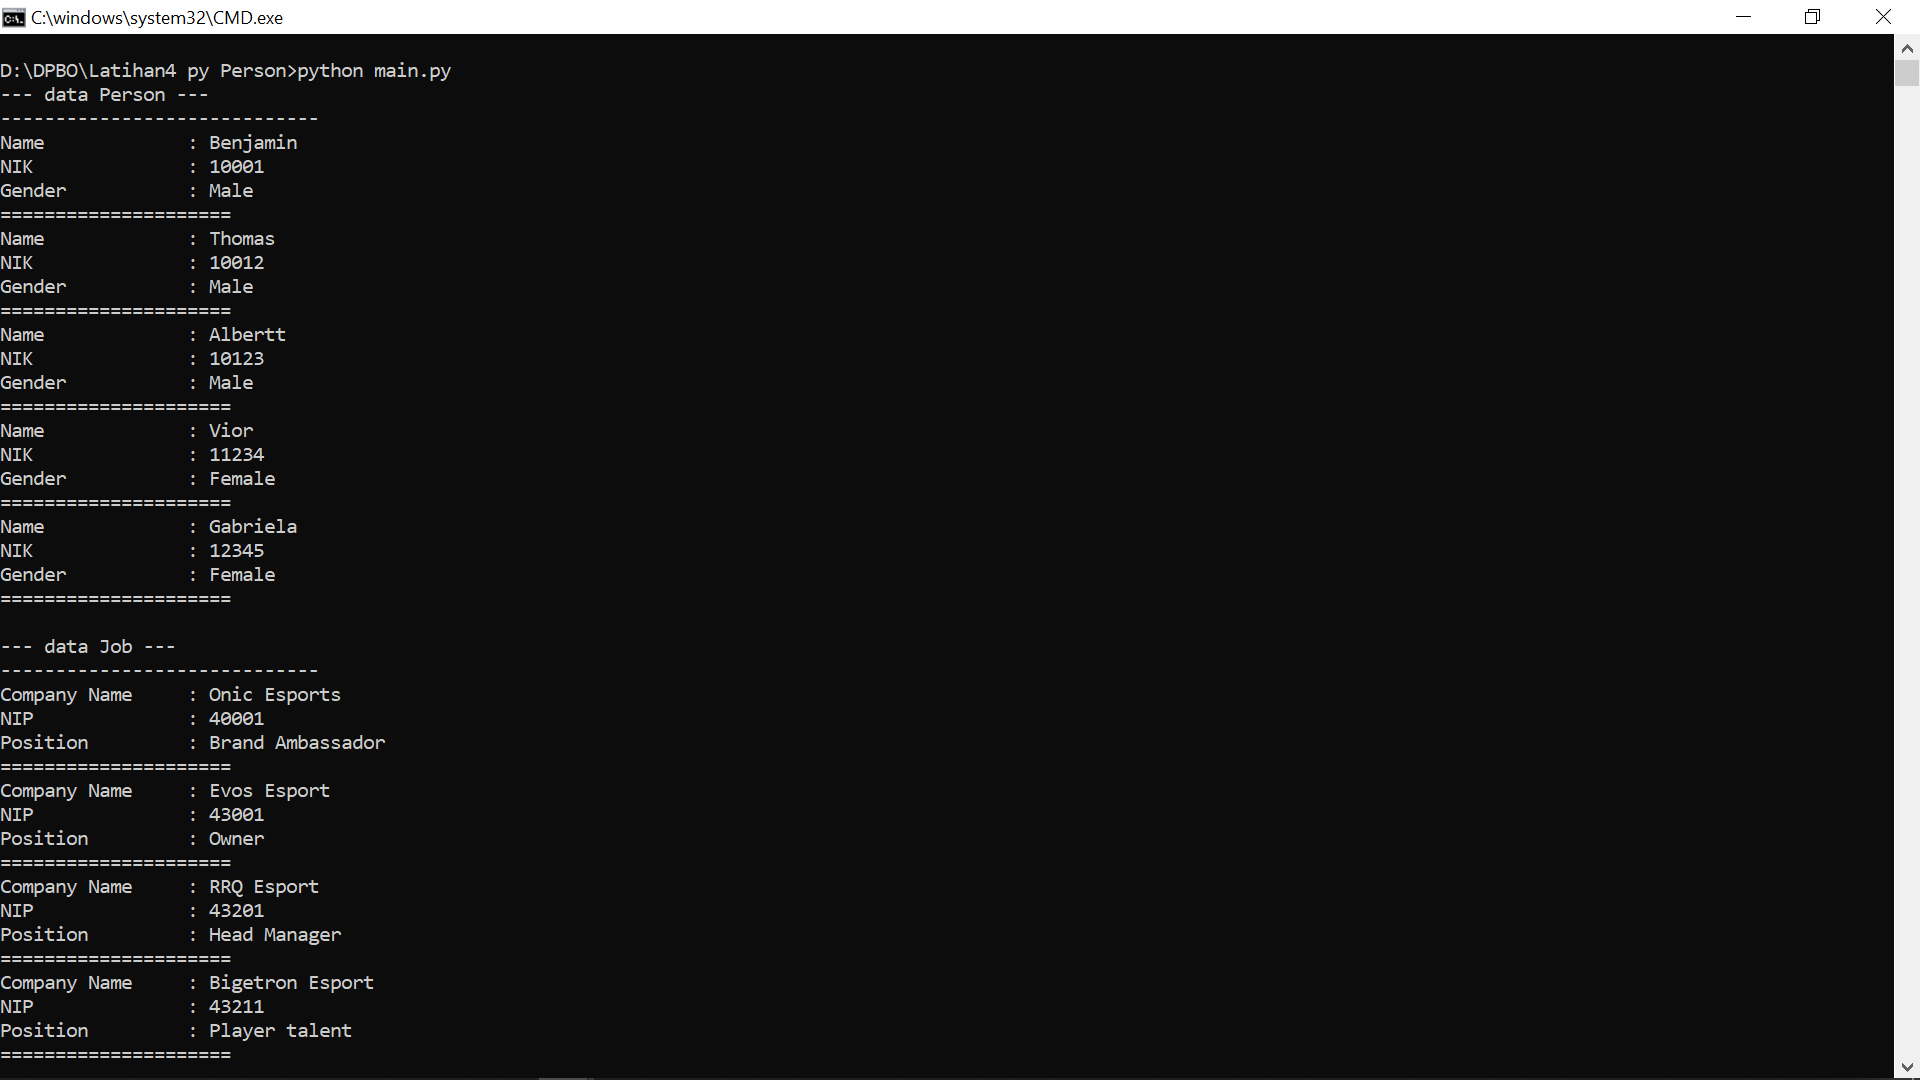 C:\windows\system32\CMD.exe
D:\DPBO\Latihan4 py Person>python main.py
--- data Person ---
-----------------------------
Name             : Benjamin
NIK              : 10001
Gender           : Male
=====================
Name             : Thomas
NIK              : 10012
Gender           : Male
=====================
Name             : Albertt
NIK              : 10123
Gender           : Male
=====================
Name             : Vior
NIK              : 11234
Gender           : Female
=====================
Name             : Gabriela
NIK              : 12345
Gender           : Female
=====================
--- data Job ---
-----------------------------
Company Name     : Onic Esports
NIP              : 40001
Position         : Brand Ambassador
=====================
Company Name     : Evos Esport
NIP              : 43001
Position         : Owner
=====================
Company Name     : RRQ Esport
NIP              : 43201
Position         : Head Manager
=====================
Company Name     : Bigetron Esport
NIP              : 43211
Position         : Player talent
=====================